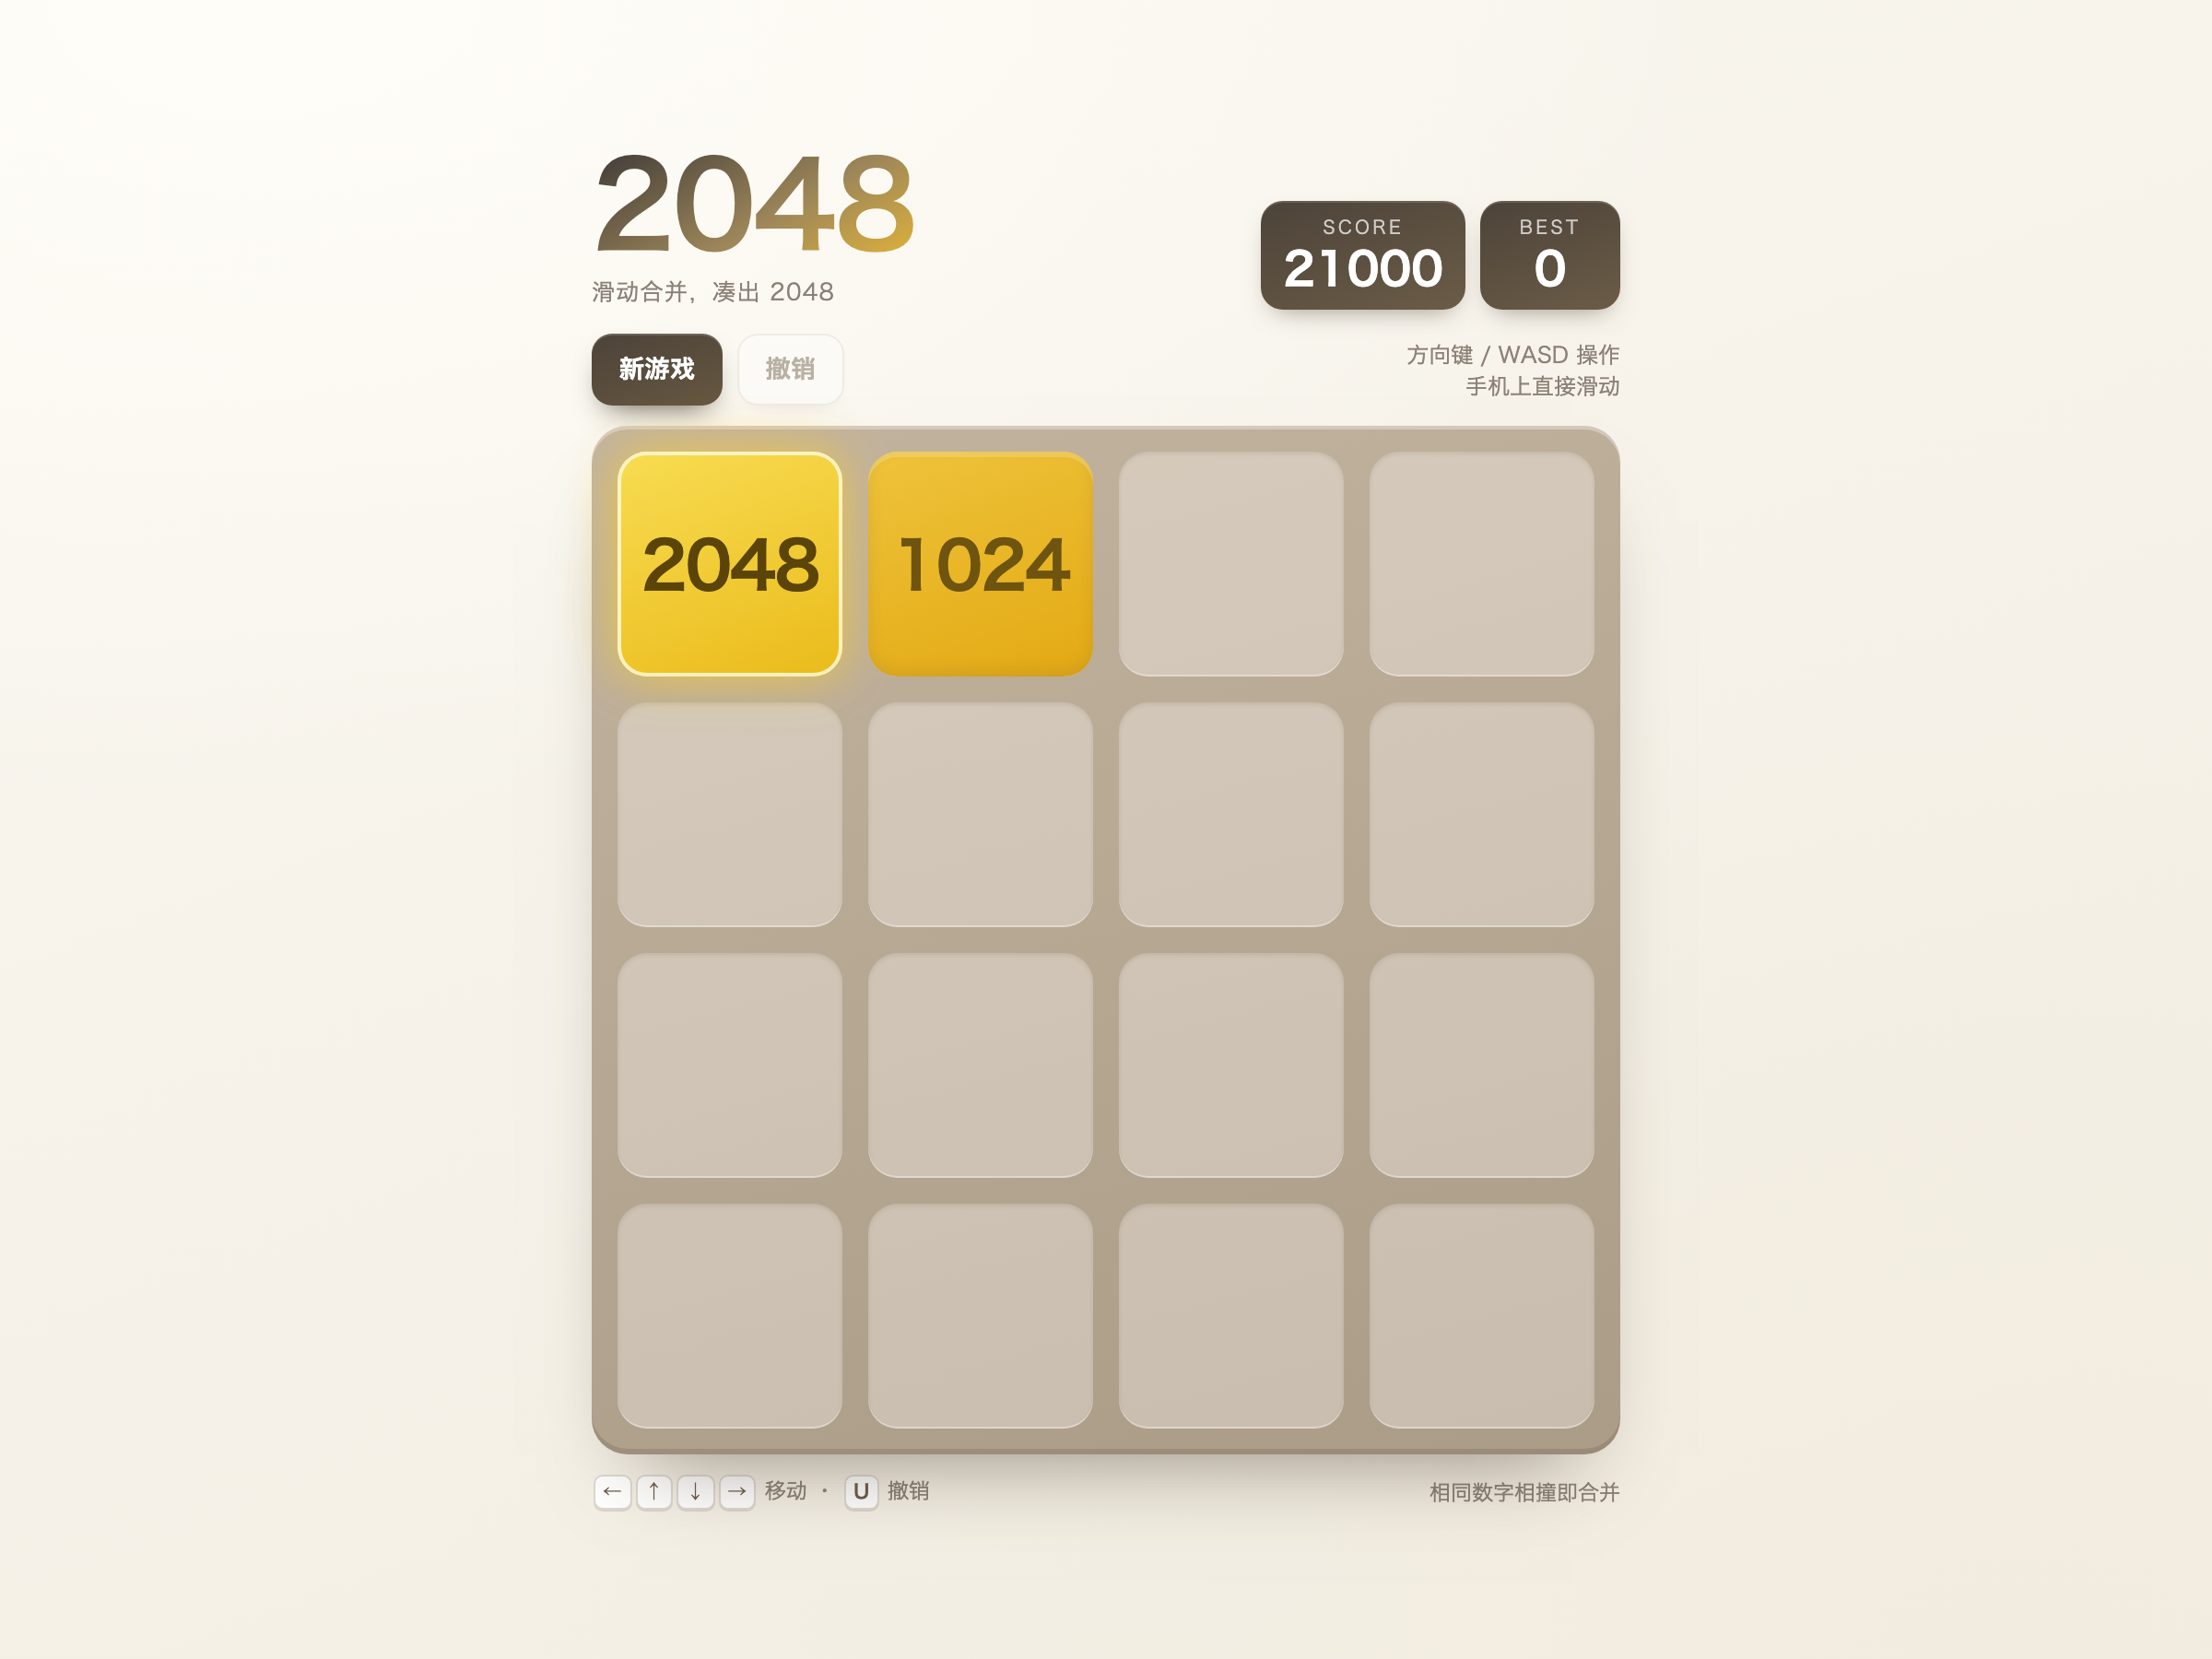 2048
滑动合并，凑出 2048
SCORE
21000
BEST
0
新游戏
撤销
方向键 / WASD 操作
手机上直接滑动
2048
1024
← ↑ ↓ → 移动 · U 撤销
相同数字相撞即合并